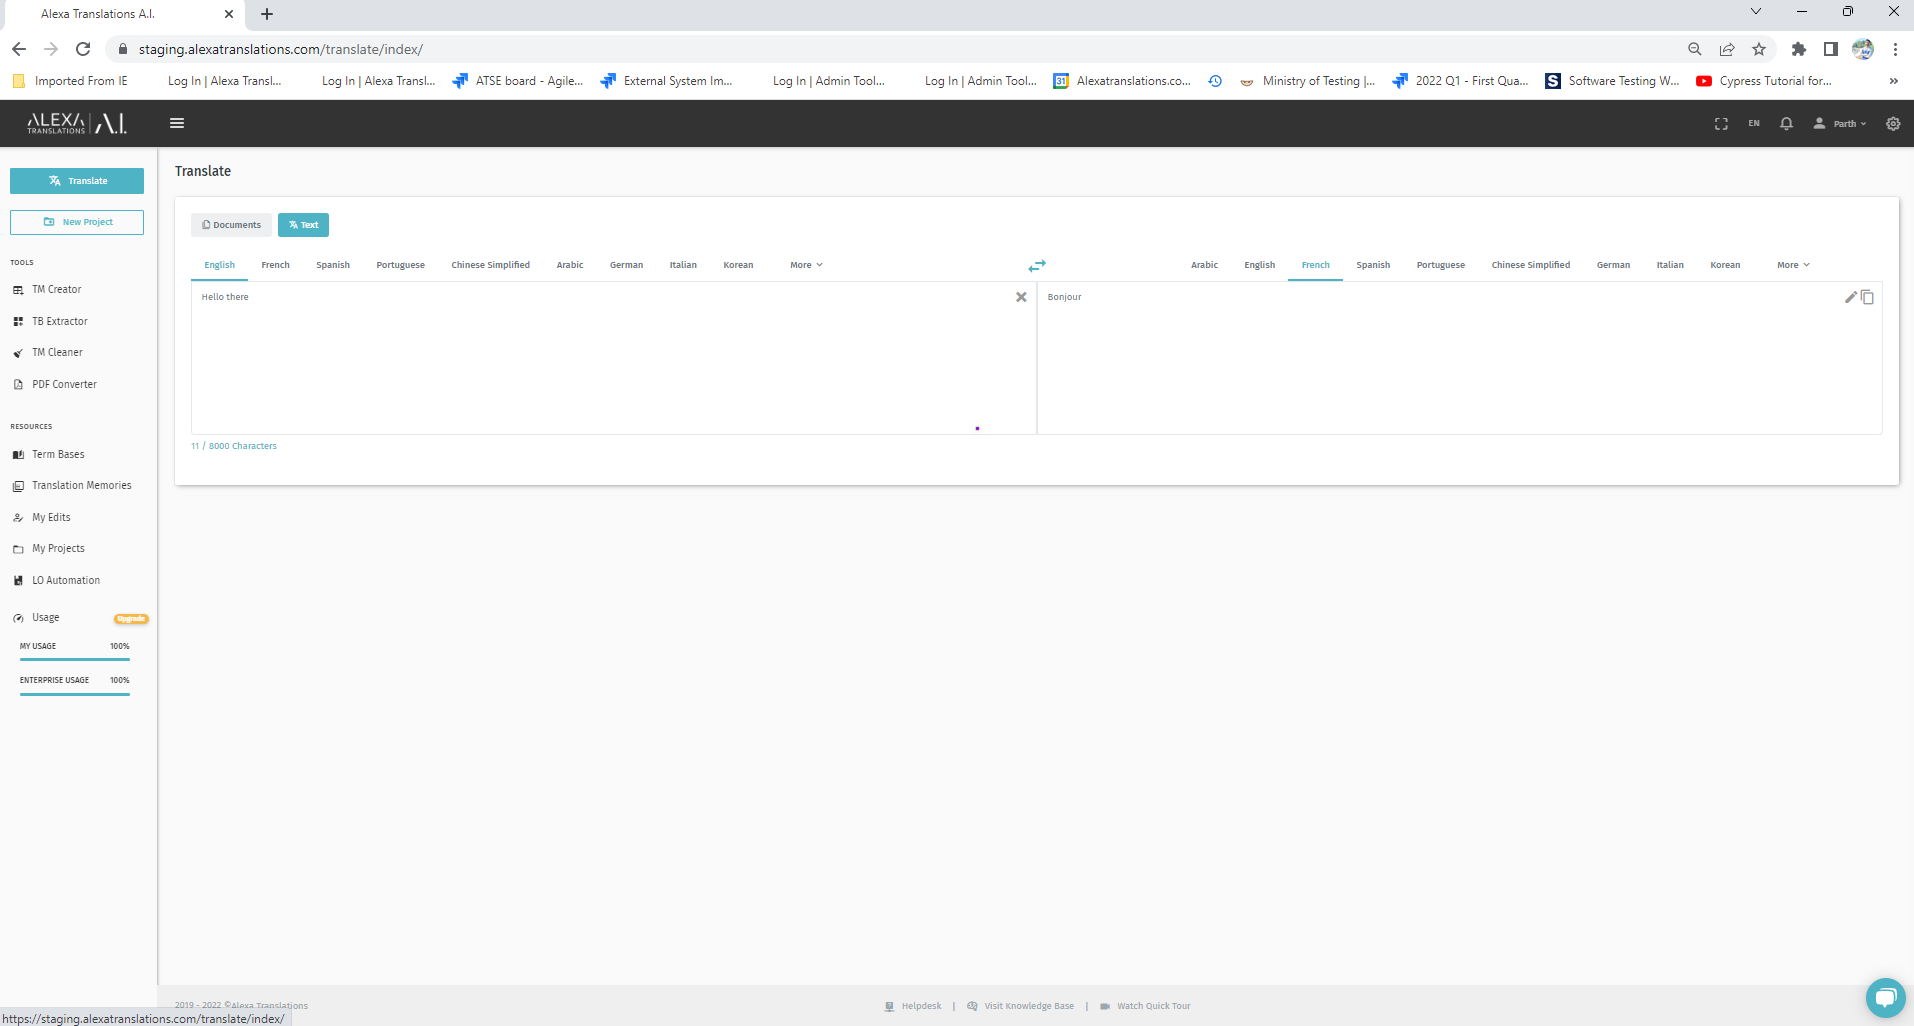 Alexa Translations A.I.
staging.alexatranslations.com/translate/index/
Imported From IE Log In | Alexa Transl... Log In | Alexa Transl... ATSE board - Agile... External System Im... Log In | Admin Tool... Log In | Admin Tool... 31 Alexatranslations.co... Ministry of Testing |... 2022 Q1 - First Qua... S Software Testing W... Cypress Tutorial for... »
ALEXA TRANSLATIONS A.I. EN Parth
Translate
New Project
TOOLS
TM Creator
TB Extractor
TM Cleaner
PDF Converter
RESOURCES
Term Bases
Translation Memories
My Edits
My Projects
LO Automation
Usage Upgrade
MY USAGE 100%
ENTERPRISE USAGE 100%
Translate
Documents Text
English French Spanish Portuguese Chinese Simplified Arabic German Italian Korean More
Arabic English French Spanish Portuguese Chinese Simplified German Italian Korean More
Hello there
Bonjour
11 / 8000 Characters
2019 - 2022 ©Alexa Translations
Helpdesk | Visit Knowledge Base | Watch Quick Tour
https://staging.alexatranslations.com/translate/index/